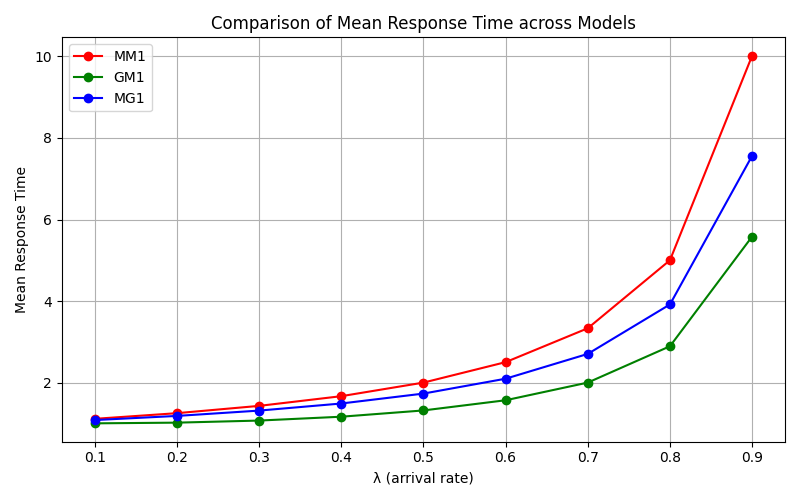 Comparison of Mean Response Time across Models
MM1
GM1
MG1
Mean Response Time
10
8
6
4
2
0.1 0.2 0.3 0.4 0.5 0.6 0.7 0.8 0.9
λ (arrival rate)